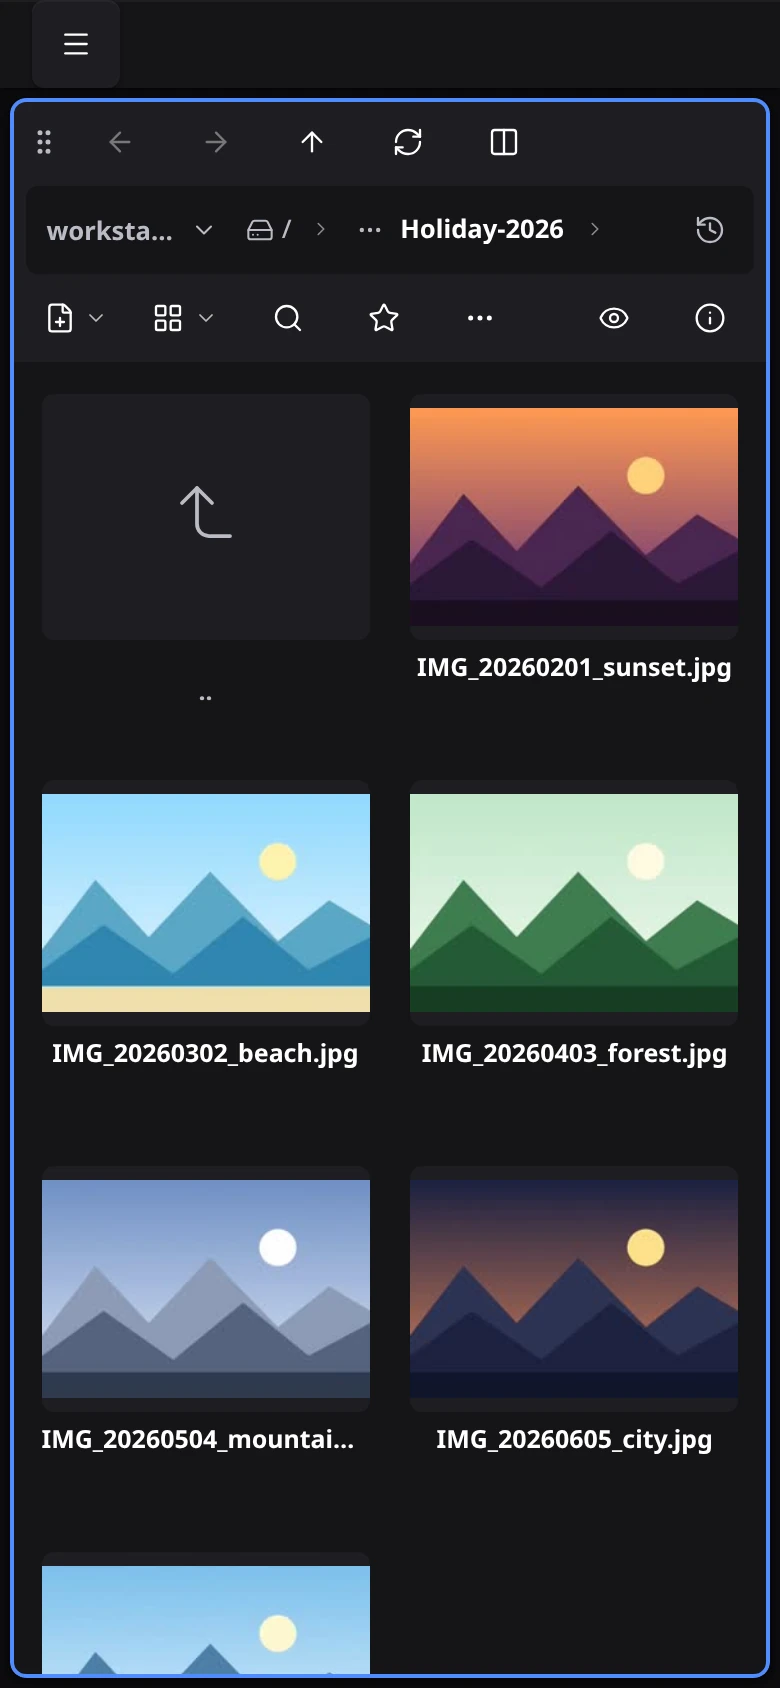 worksta... / ... Holiday-2026
..
IMG_20260201_sunset.jpg
IMG_20260302_beach.jpg
IMG_20260403_forest.jpg
IMG_20260504_mountai...
IMG_20260605_city.jpg